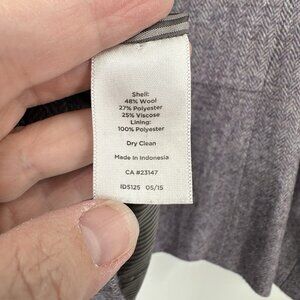 Shell:
48% Wool
27% Polyester
25% Viscose
Lining:
100% Polyester
Dry Clean
Made in Indonesia
CA #23147
ID5125 05/15